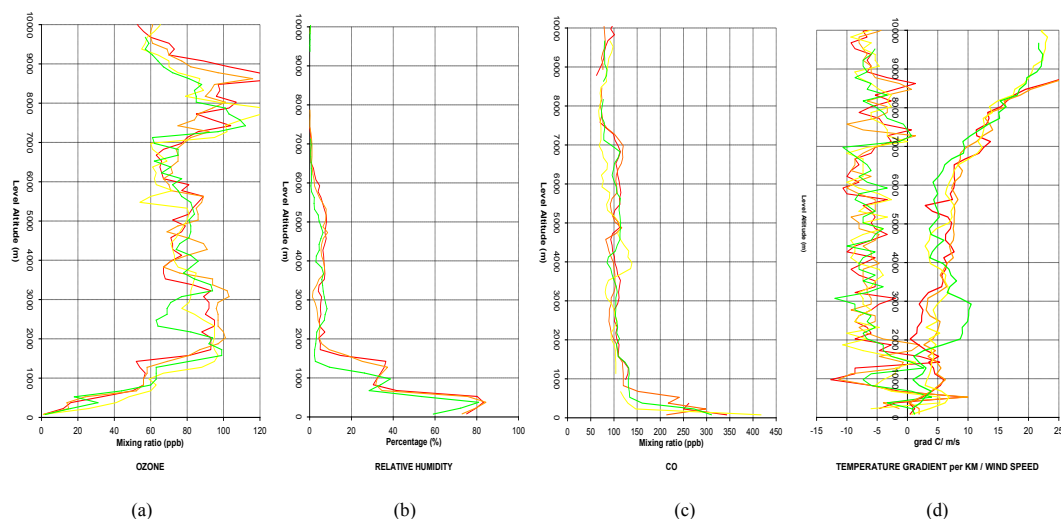 10000
9000
8000
7000
6000
5000
4000
3000
2000
1000
0
Level Altitude (m)
0 20 40 60 80 100 120
Mixing ratio (ppb)
OZONE
(a)
10000
9000
8000
7000
6000
5000
4000
3000
2000
1000
0
Level Altitude (m)
0 20 40 60 80 100
Percentage (%)
RELATIVE HUMIDITY
(b)
10000
9000
8000
7000
6000
5000
4000
3000
2000
1000
0
Level Altitude (m)
0 50 100 150 200 250 300 350 400 450
Mixing ratio (ppb)
CO
(c)
10000
9000
8000
7000
6000
5000
4000
3000
2000
1000
0
Level Altitude (m)
-15 -10 -5 0 5 10 15 20 25
grad C/ m/s
TEMPERATURE GRADIENT per KM / WIND SPEED
(d)